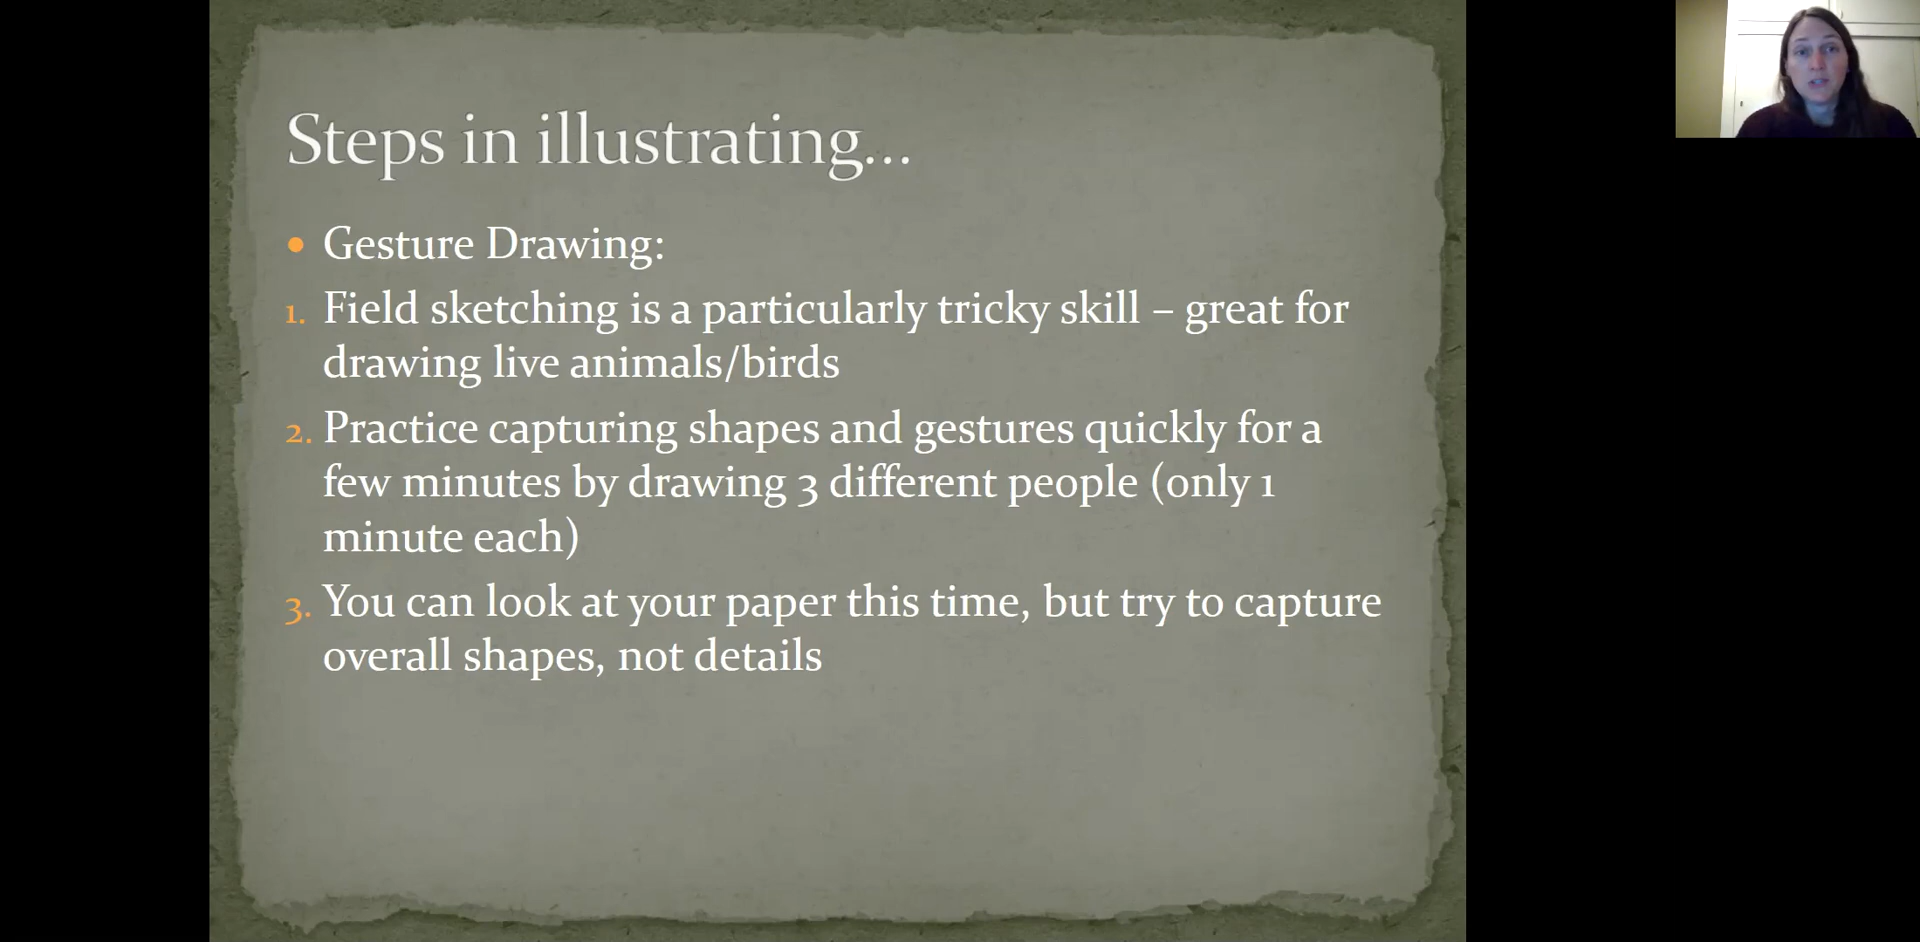 Steps in illustrating...
• Gesture Drawing:
1. Field sketching is a particularly tricky skill – great for
drawing live animals/birds
2. Practice capturing shapes and gestures quickly for a
few minutes by drawing 3 different people (only 1
minute each)
3. You can look at your paper this time, but try to capture
overall shapes, not details